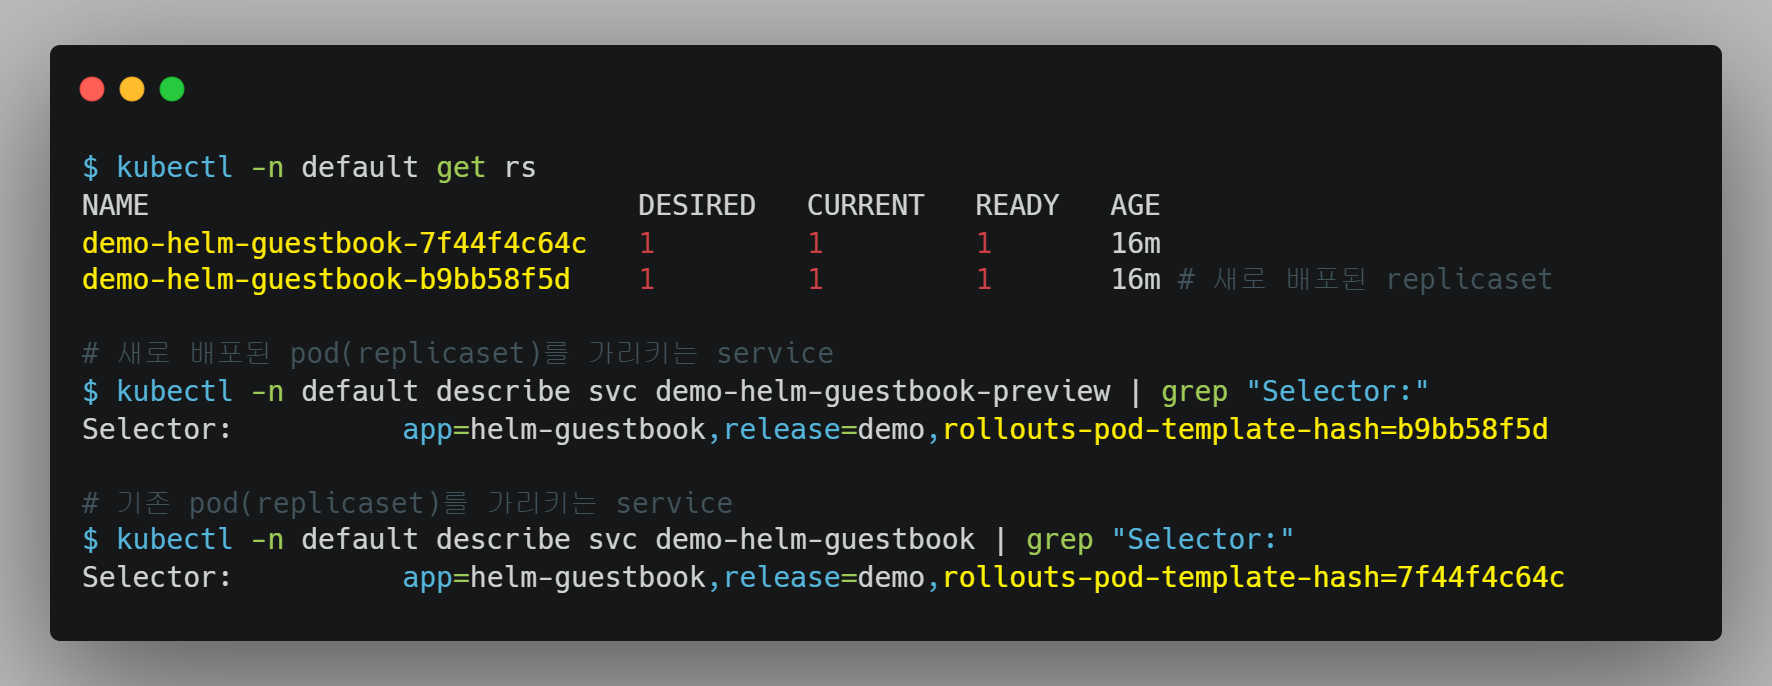 $ kubectl -n default get rs
NAME                             DESIRED   CURRENT   READY   AGE
demo-helm-guestbook-7f44f4c64c   1         1         1       16m
demo-helm-guestbook-b9bb58f5d    1         1         1       16m # 새로 배포된 replicaset
# 새로 배포된 pod(replicaset)를 가리키는 service
$ kubectl -n default describe svc demo-helm-guestbook-preview | grep "Selector:"
Selector:          app=helm-guestbook,release=demo,rollouts-pod-template-hash=b9bb58f5d
# 기존 pod(replicaset)를 가리키는 service
$ kubectl -n default describe svc demo-helm-guestbook | grep "Selector:"
Selector:          app=helm-guestbook,release=demo,rollouts-pod-template-hash=7f44f4c64c